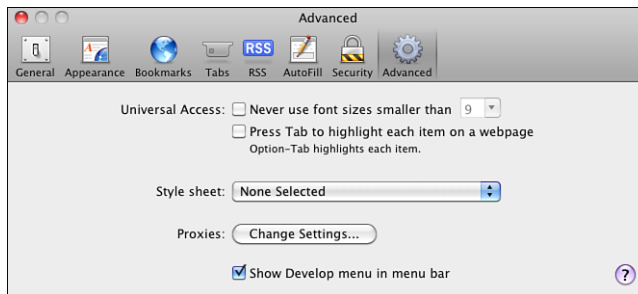 Advanced
RSS
General Appearance Bookmarks Tabs RSS AutoFill Security Advanced
Universal Access: Never use font sizes smaller than 9
Press Tab to highlight each item on a webpage
Option-Tab highlights each item.
Style sheet: None Selected
Proxies: Change Settings...
Show Develop menu in menu bar
?